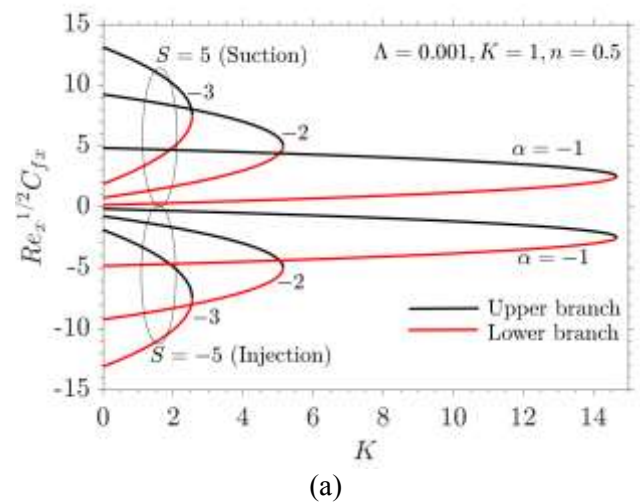 15
10
5
0
-5
-10
-15
Re_x^{1/2} C_{fx}
S = 5 (Suction)
Λ = 0.001, K = 1, n = 0.5
−3
−2
α = −1
α = −1
−2
−3
Upper branch
Lower branch
S = −5 (Injection)
0 2 4 6 8 10 12 14
K
(a)